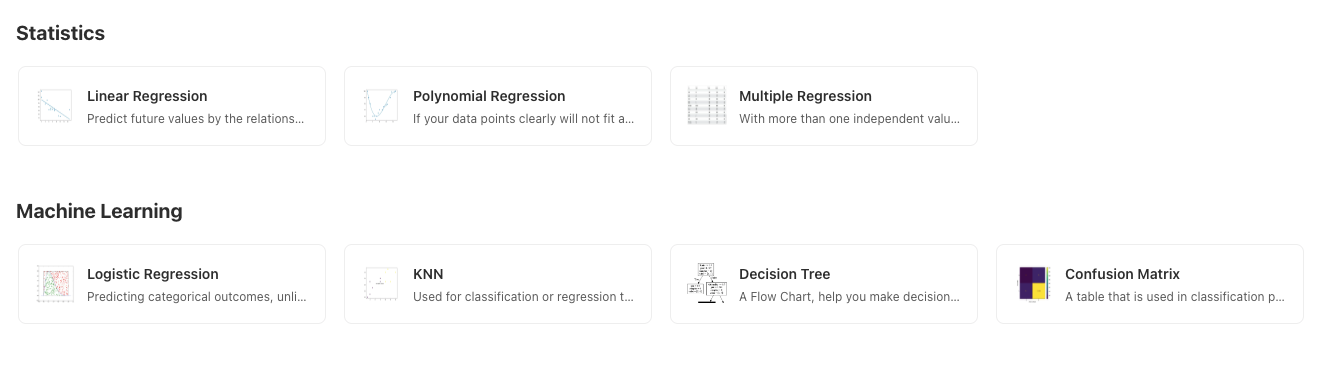 Statistics
Linear Regression
Predict future values by the relations...
Polynomial Regression
If your data points clearly will not fit a...
Multiple Regression
With more than one independent valu...
Machine Learning
Logistic Regression
Predicting categorical outcomes, unli...
KNN
Used for classification or regression t...
Decision Tree
A Flow Chart, help you make decision...
Confusion Matrix
A table that is used in classification p...